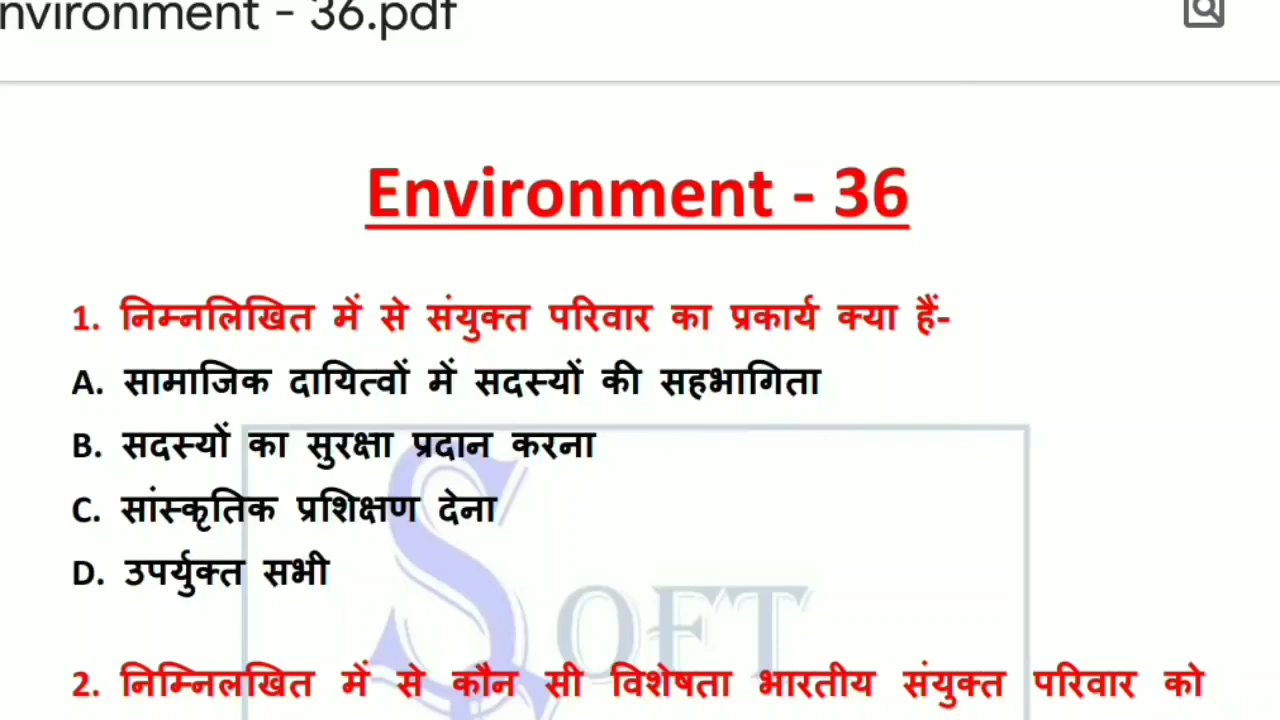 nvironment - 36.pdf
Environment - 36
1. निम्नलिखित में से संयुक्त परिवार का प्रकार्य क्या हैं-
A. सामाजिक दायित्वों में सदस्यों की सहभागिता
B. सदस्यों का सुरक्षा प्रदान करना
C. सांस्कृतिक प्रशिक्षण देना
D. उपर्युक्त सभी
SOFT
2. निम्निलखित में से कौन सी विशेषता भारतीय संयुक्त परिवार को